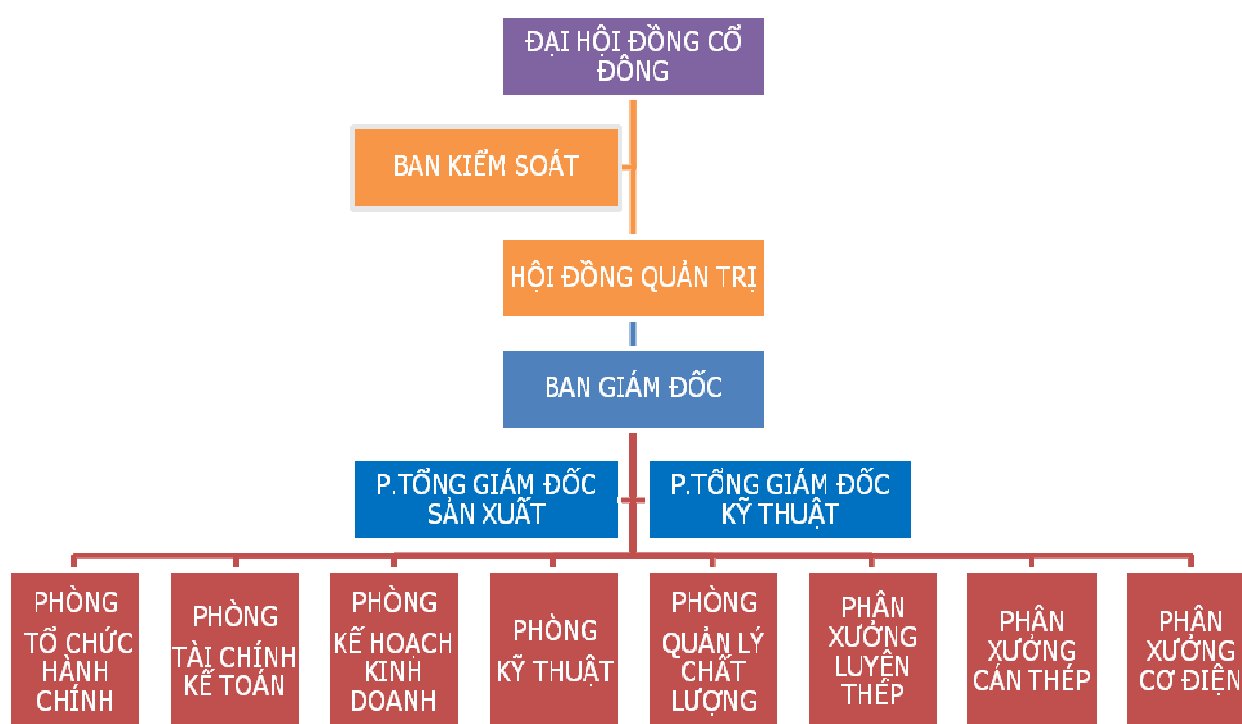 ĐẠI HỘI ĐỒNG CỔ
ĐÔNG
BAN KIỂM SOÁT
HỘI ĐỒNG QUẢN TRỊ
BAN GIÁM ĐỐC
P.TỔNG GIÁM ĐỐC
SẢN XUẤT
P.TỔNG GIÁM ĐỐC
KỸ THUẬT
PHÒNG
TỔ CHỨC
HÀNH
CHÍNH
PHÒNG
TÀI CHÍNH
KẾ TOÁN
PHÒNG
KẾ HOẠCH
KINH
DOANH
PHÒNG
KỸ THUẬT
PHÒNG
QUẢN LÝ
CHẤT
LƯỢNG
PHÂN
XƯỞNG
LUYỆN
THÉP
PHÂN
XƯỞNG
CÁN THÉP
PHÂN
XƯỞNG
CƠ ĐIỆN